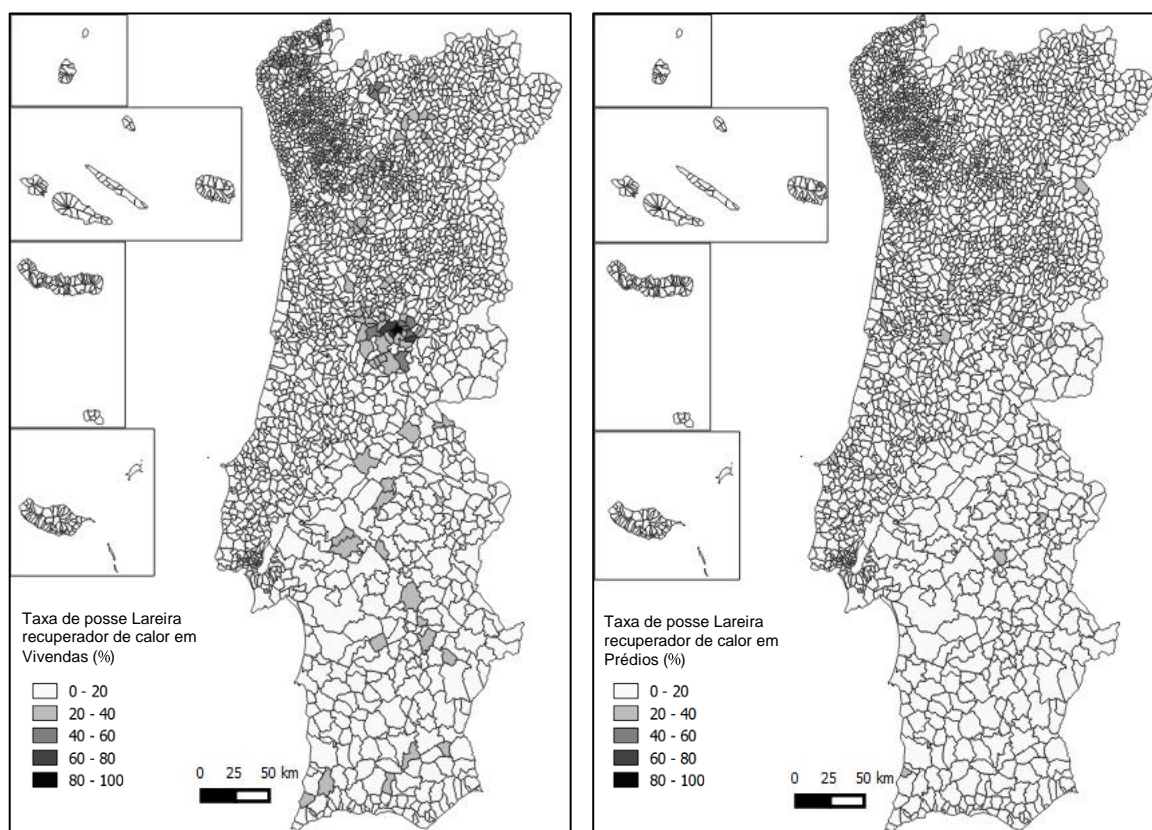 Taxa de posse Lareira
recuperador de calor em
Vivendas (%)
0 - 20
20 - 40
40 - 60
60 - 80
80 - 100
0 25 50 km
Taxa de posse Lareira
recuperador de calor em
Prédios (%)
0 - 20
20 - 40
40 - 60
60 - 80
80 - 100
0 25 50 km